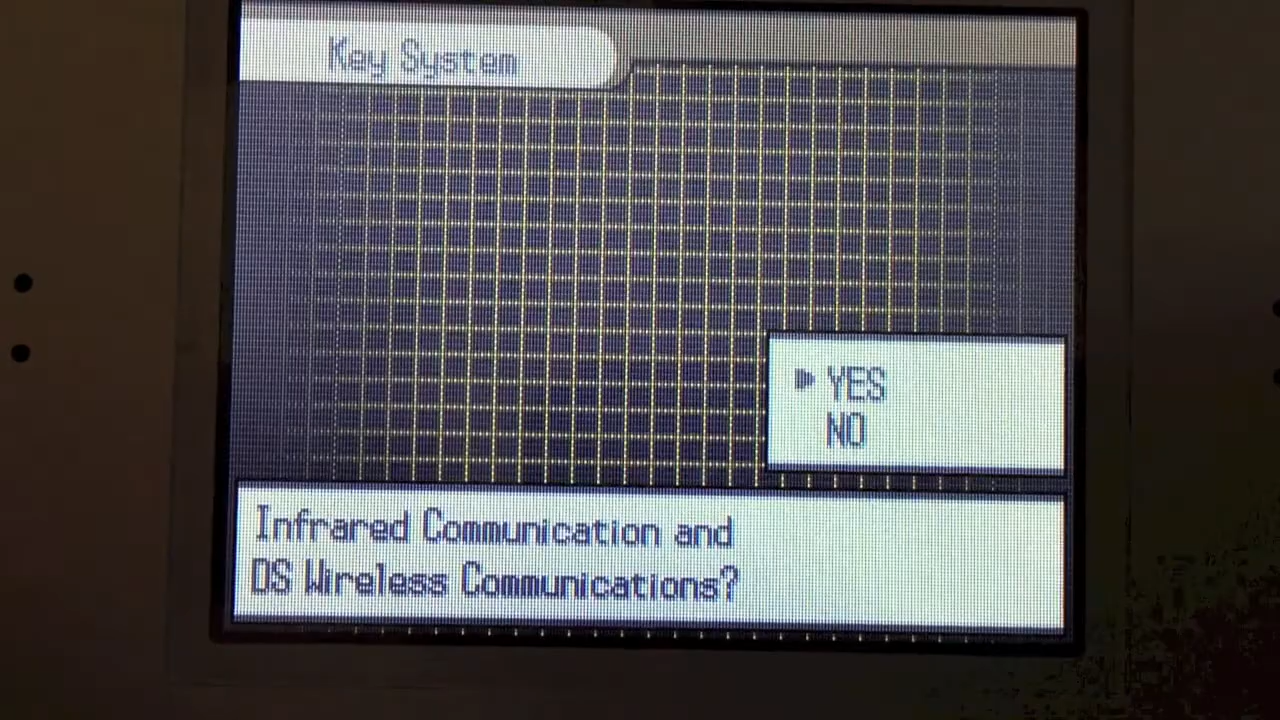 Key System
YES
NO
Infrared Communication and
DS Wireless Communications?